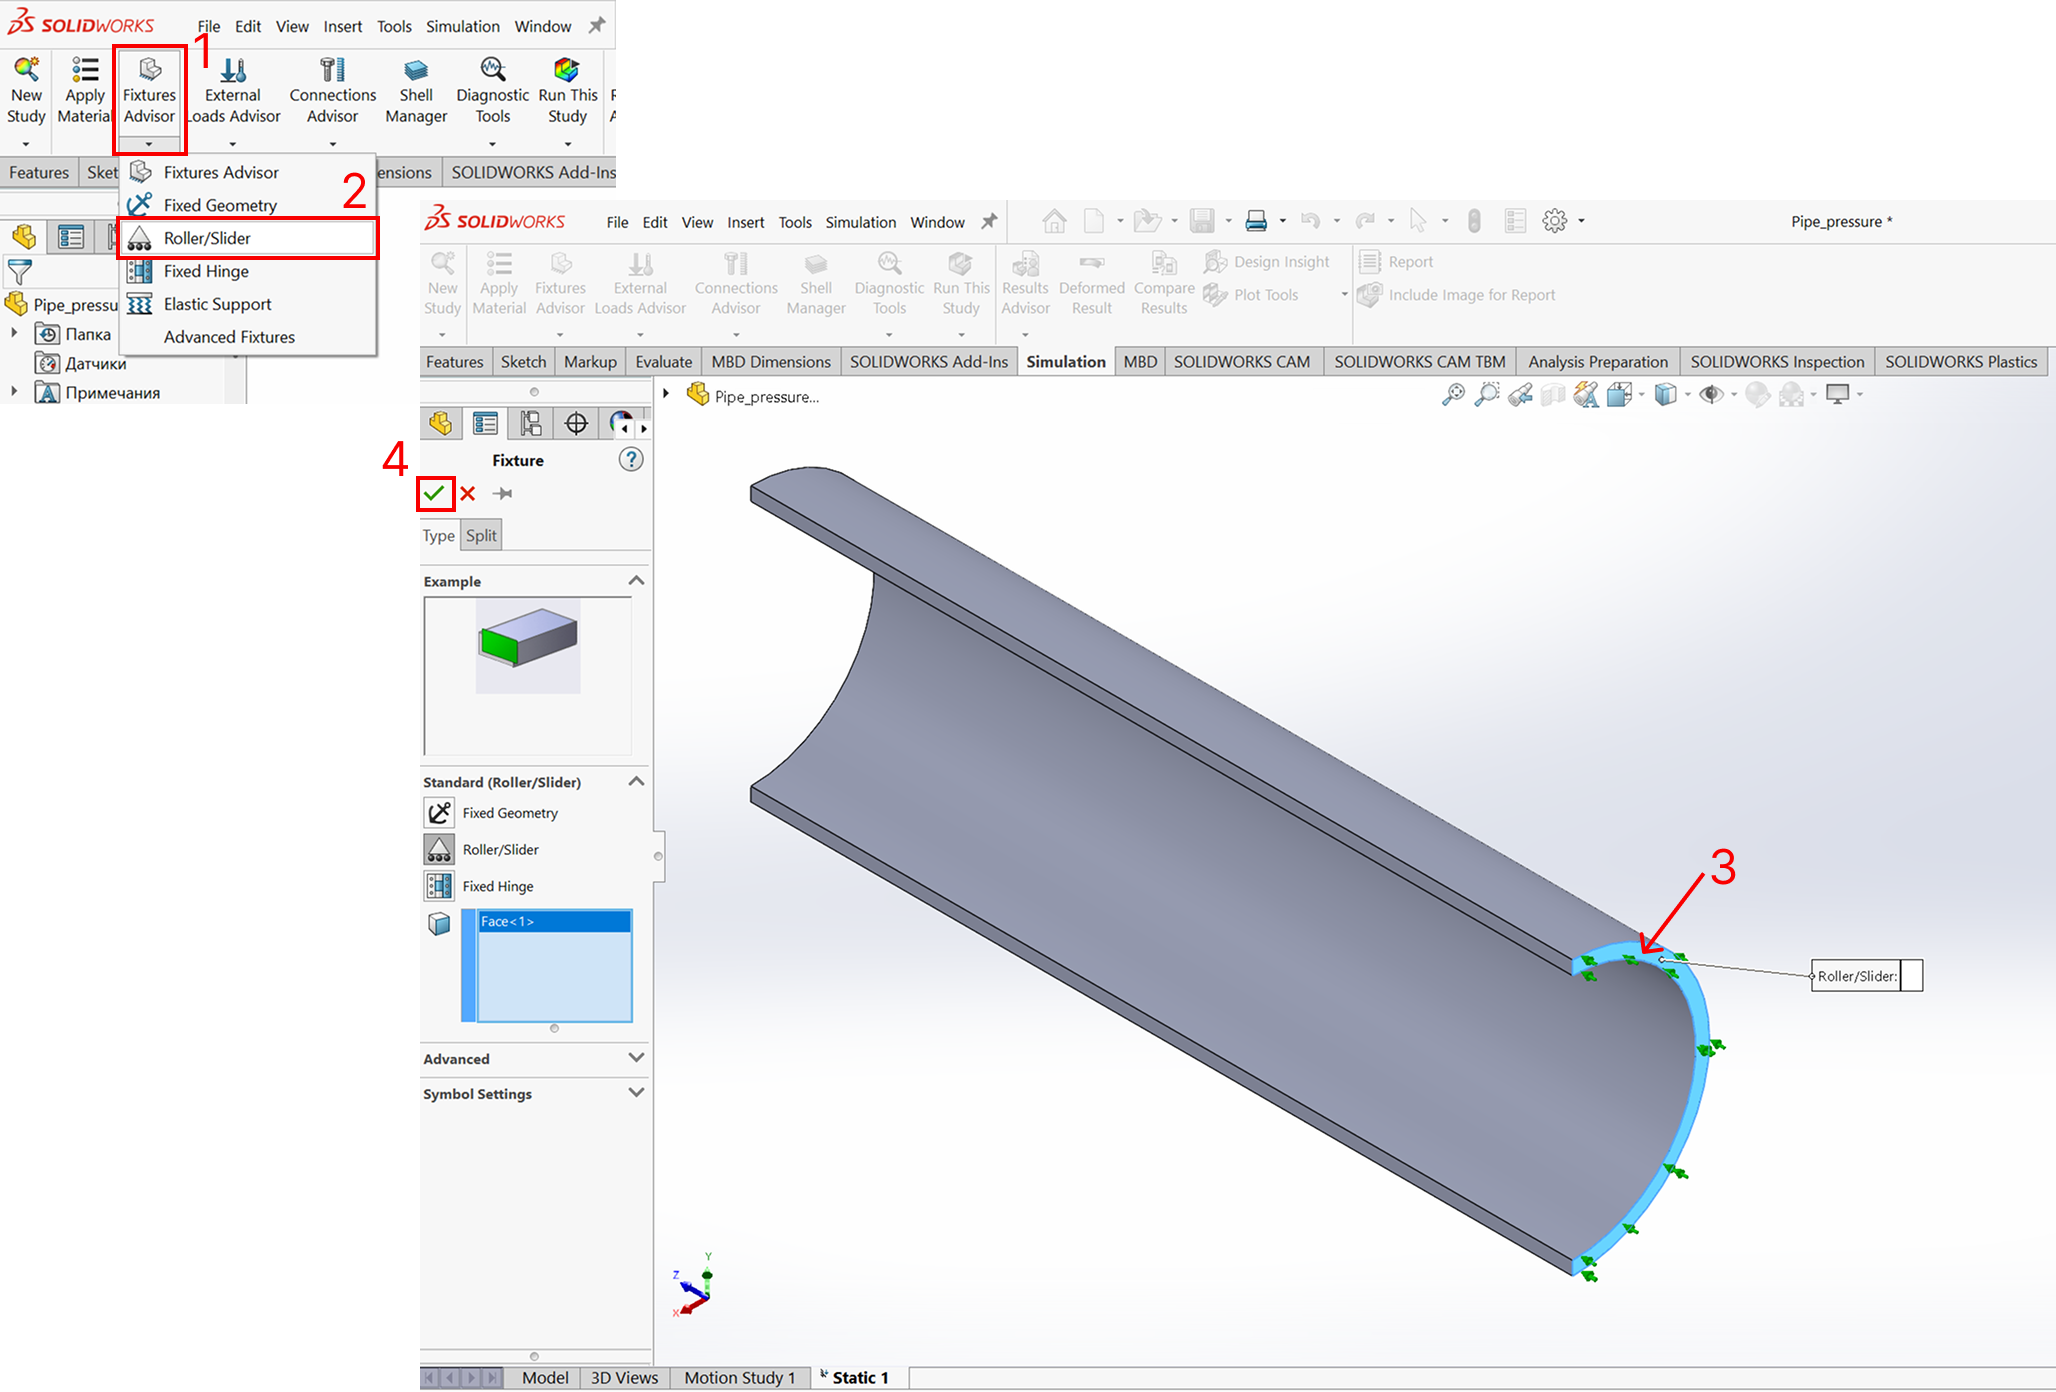 SOLIDWORKS File Edit View Insert Tools Simulation Window
1
New Study
Apply Material
Fixtures Advisor
External Loads Advisor
Connections Advisor
Shell Manager
Diagnostic Tools
Run This Study
Features Sket ensions SOLIDWORKS Add-Ins
Fixtures Advisor
2
Fixed Geometry
Roller/Slider
Fixed Hinge
Elastic Support
Advanced Fixtures
Pipe_pressu
Папка
Датчики
Примечания
SOLIDWORKS File Edit View Insert Tools Simulation Window Pipe_pressure *
New Study
Apply Material
Fixtures Advisor
External Loads Advisor
Connections Advisor
Shell Manager
Diagnostic Tools
Run This Study
Results Advisor
Deformed Result
Compare Results
Design Insight
Plot Tools
Report
Include Image for Report
Features Sketch Markup Evaluate MBD Dimensions SOLIDWORKS Add-Ins Simulation MBD SOLIDWORKS CAM SOLIDWORKS CAM TBM Analysis Preparation SOLIDWORKS Inspection SOLIDWORKS Plastics
Pipe_pressure...
4
Fixture
Type Split
Example
Standard (Roller/Slider)
Fixed Geometry
Roller/Slider
Fixed Hinge
Face<1>
Advanced
Symbol Settings
3
Roller/Slider:
Y
Z
X
Model 3D Views Motion Study 1 Static 1